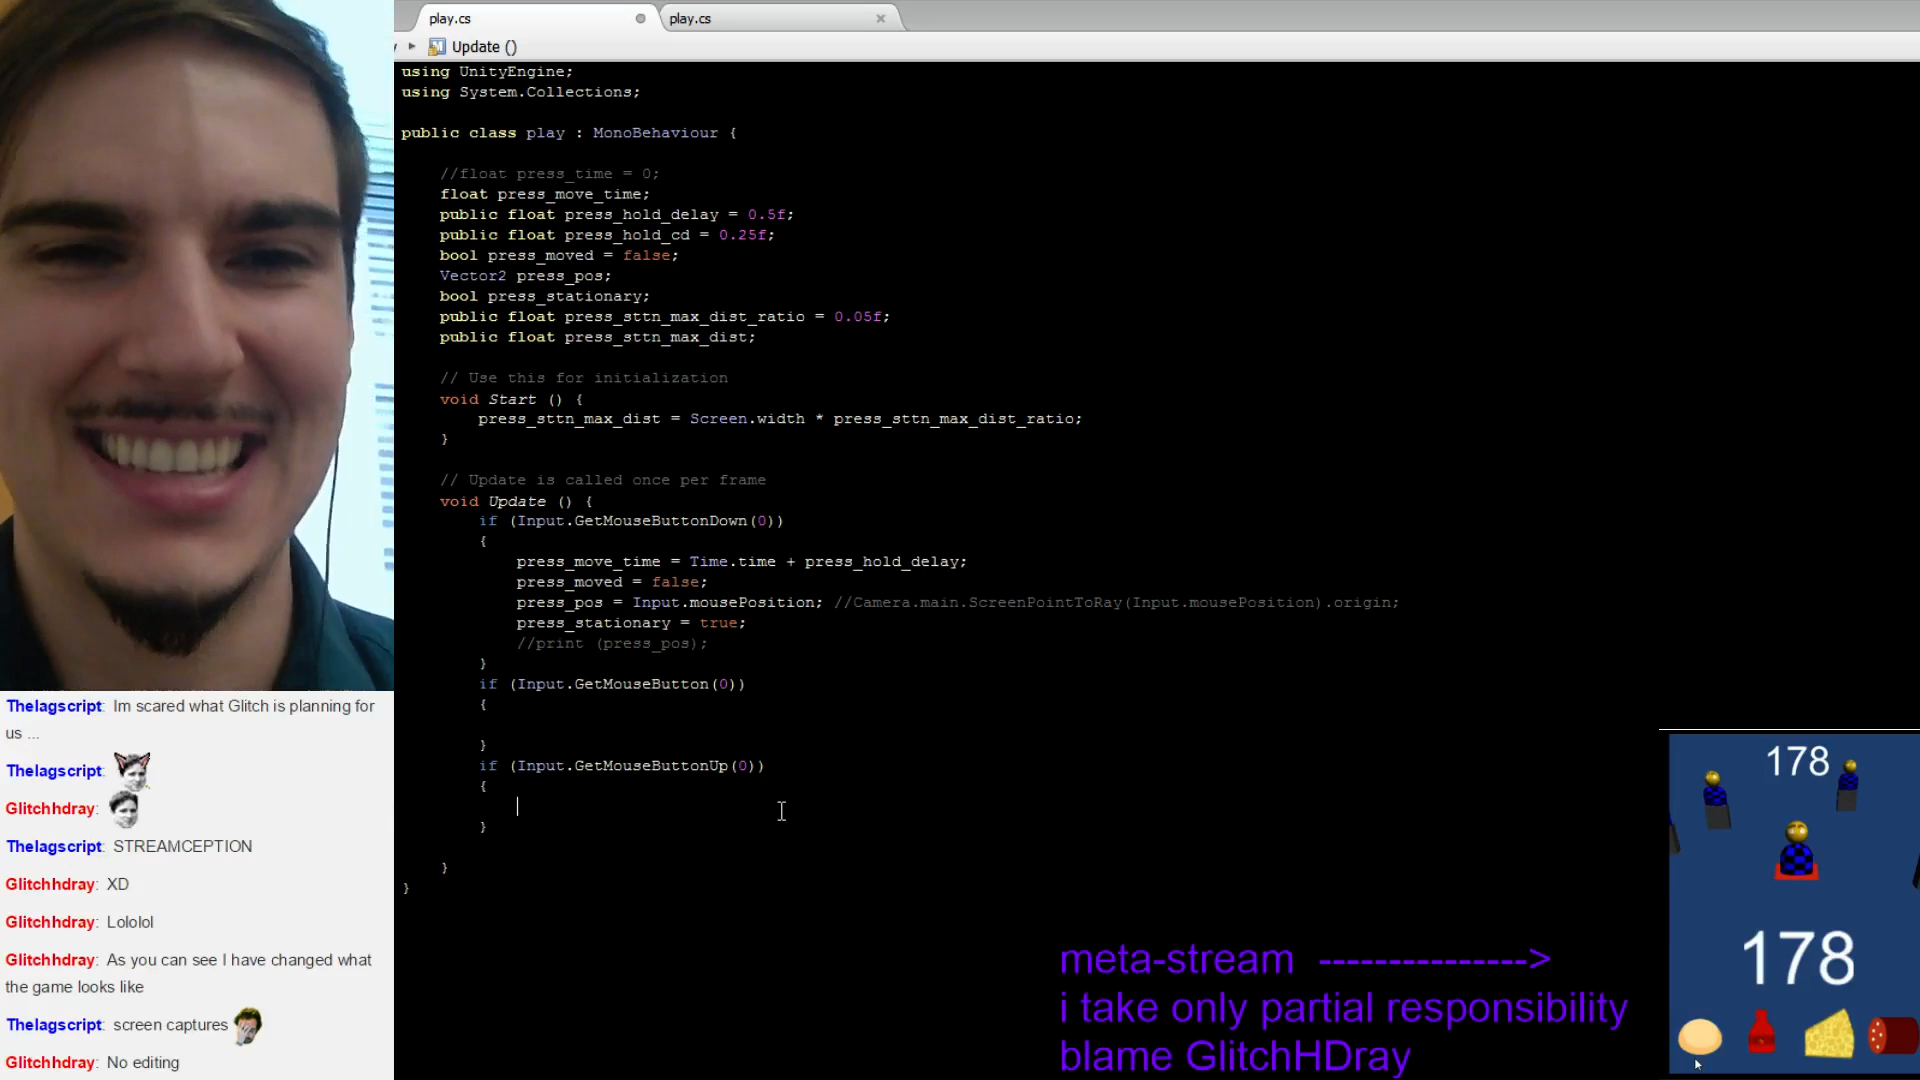 play.cs
play.cs
Update ()
using UnityEngine;
using System.Collections;
public class play : MonoBehaviour {
//float press_time = 0;
float press_move_time;
public float press_hold_delay = 0.5f;
public float press_hold_cd = 0.25f;
bool press_moved = false;
Vector2 press_pos;
bool press_stationary;
public float press_sttn_max_dist_ratio = 0.05f;
public float press_sttn_max_dist;
// Use this for initialization
void Start () {
press_sttn_max_dist = Screen.width * press_sttn_max_dist_ratio;
}
// Update is called once per frame
void Update () {
if (Input.GetMouseButtonDown(0))
{
press_move_time = Time.time + press_hold_delay;
press_moved = false;
press_pos = Input.mousePosition; //Camera.main.ScreenPointToRay(Input.mousePosition).origin;
press_stationary = true;
//print (press_pos);
}
if (Input.GetMouseButton(0))
{
}
if (Input.GetMouseButtonUp(0))
{
}
}
}
Thelagscript: Im scared what Glitch is planning for
us ...
Thelagscript:
Glitchhdray:
Thelagscript: STREAMCEPTION
Glitchhdray: XD
Glitchhdray: Lololol
Glitchhdray: As you can see I have changed what
the game looks like
Thelagscript: screen captures
Glitchhdray: No editing
meta-stream --------------->
i take only partial responsibility
blame GlitchHDray
178
178